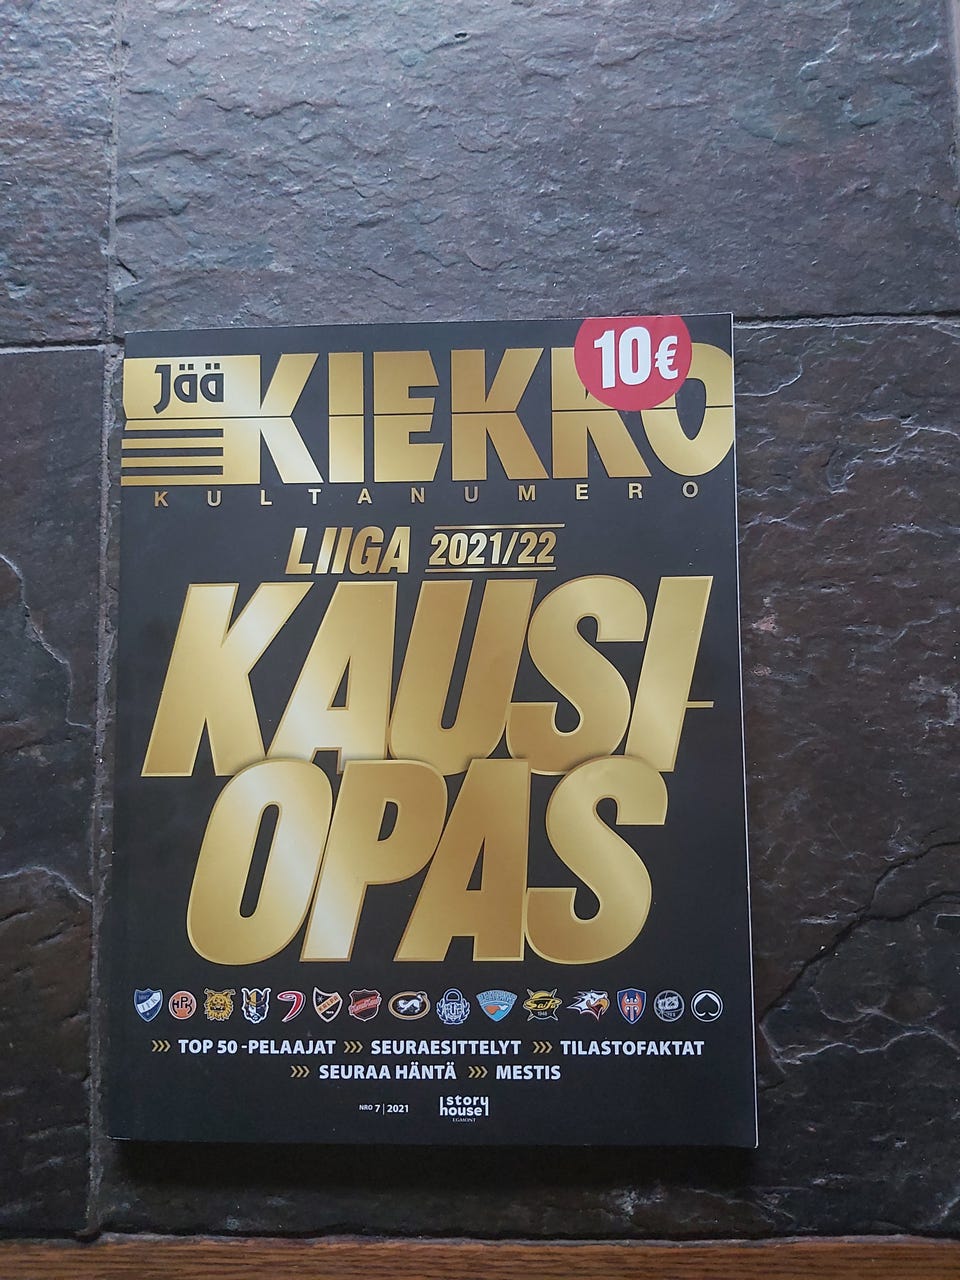 Jää
KIEKKO
10€
KULTANUMERO
LIIGA 2021/22
KAUSI-
OPAS
››› TOP 50 -PELAAJAT ››› SEURAESITTELYT ››› TILASTOFAKTAT
››› SEURAA HÄNTÄ ››› MESTIS
NRO 7 | 2021
story
house
EGMONT